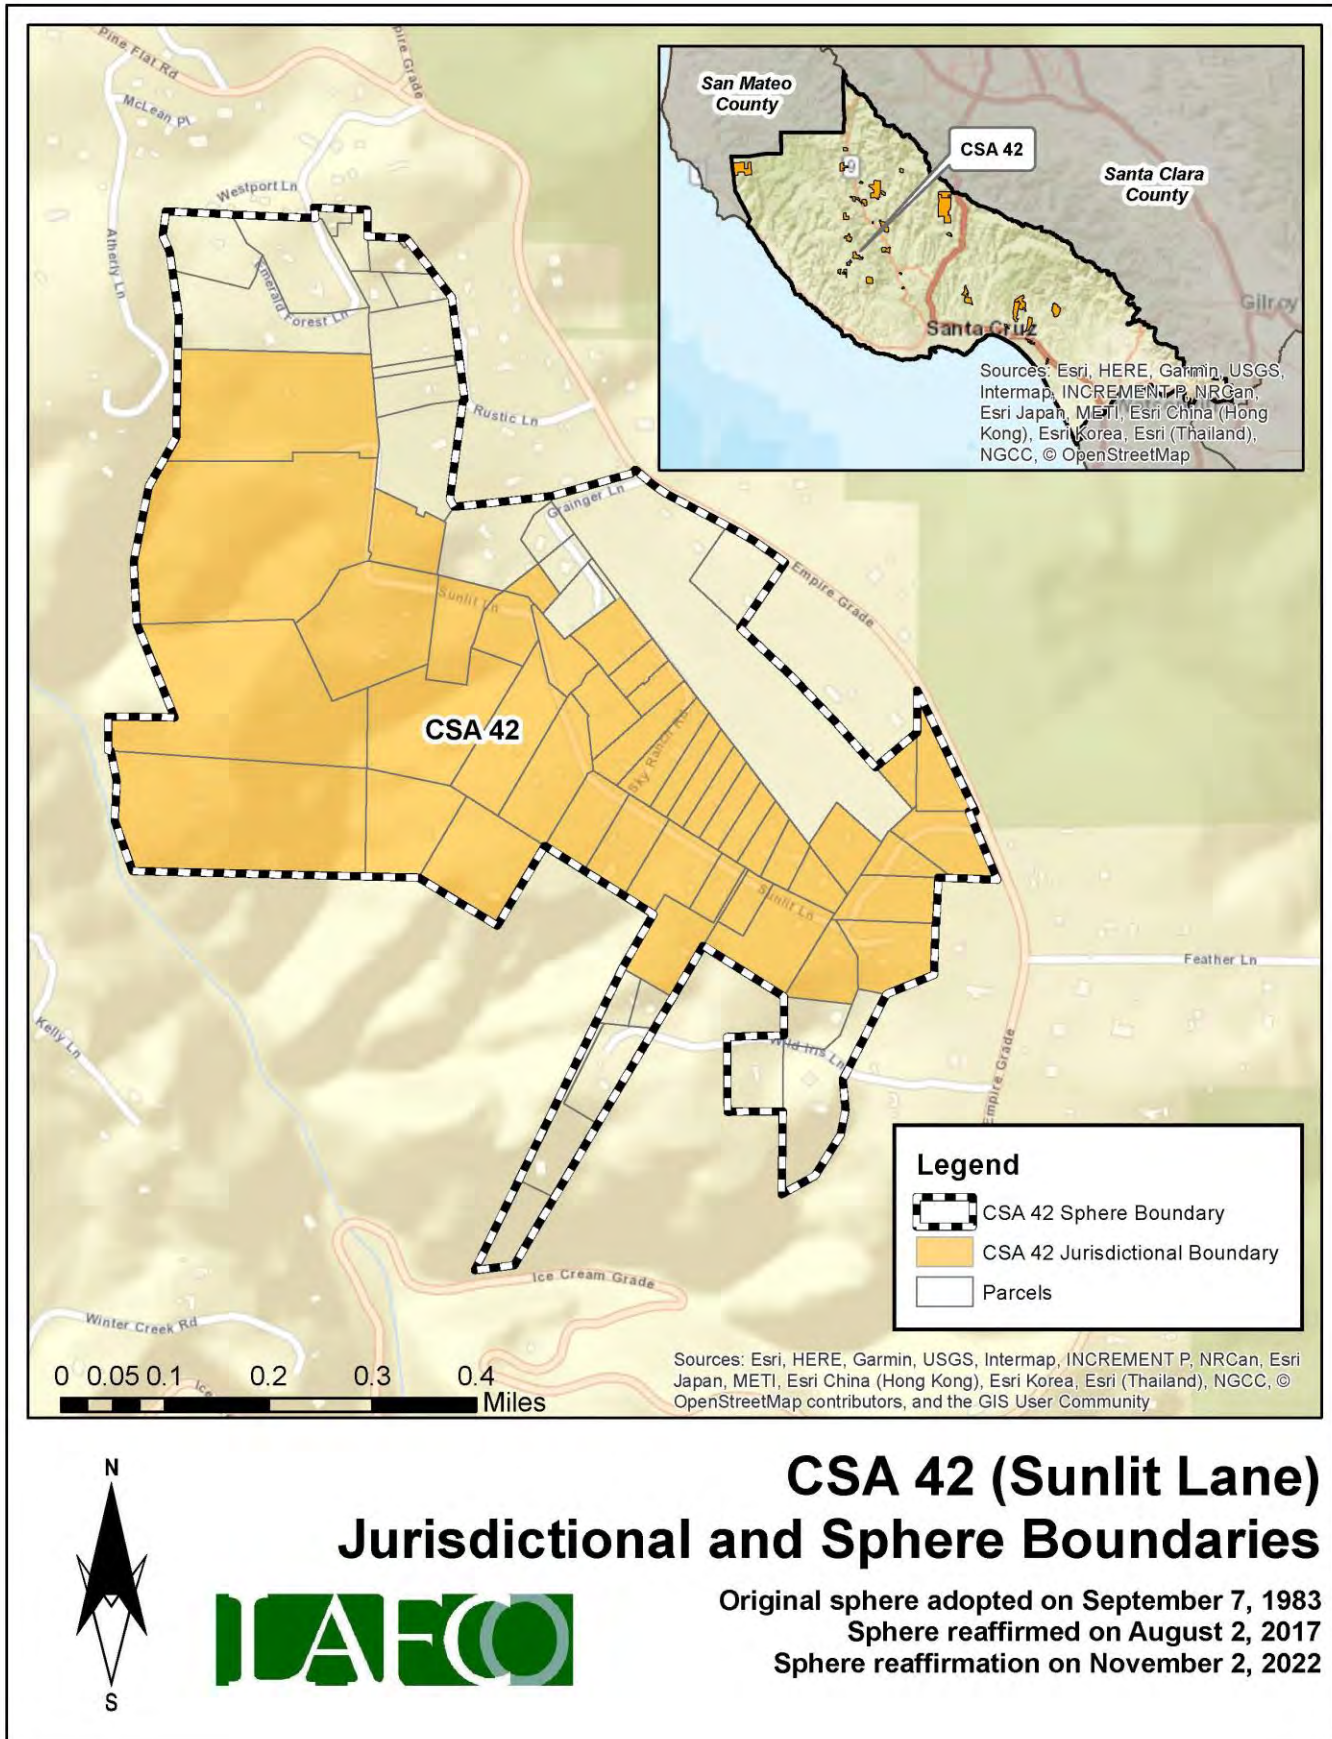 Pine Flat Rd
pire Grade
McLean Pl
Westport Ln
Atherly Ln
Emerald Forest Ln
Rustic Ln
Grainger Ln
Empire Grade
Sunlit Ln
CSA 42
Sky Ranch Rd
Sunlit Ln
Feather Ln
Wild Iris Ln
Empire Grade
Kelly Ln
Ice Cream Grade
Winter Creek Rd
Ice
San Mateo
County
CSA 42
9
Santa Clara
County
Gilroy
Santa Cruz
Sources: Esri, HERE, Garmin, USGS,
Intermap, INCREMENT P, NRCan,
Esri Japan, METI, Esri China (Hong
Kong), Esri Korea, Esri (Thailand),
NGCC, © OpenStreetMap
Legend
CSA 42 Sphere Boundary
CSA 42 Jurisdictional Boundary
Parcels
0 0.05 0.1 0.2 0.3 0.4
Miles
Sources: Esri, HERE, Garmin, USGS, Intermap, INCREMENT P, NRCan, Esri
Japan, METI, Esri China (Hong Kong), Esri Korea, Esri (Thailand), NGCC, ©
OpenStreetMap contributors, and the GIS User Community
N
S
LAFCO
CSA 42 (Sunlit Lane)
Jurisdictional and Sphere Boundaries
Original sphere adopted on September 7, 1983
Sphere reaffirmed on August 2, 2017
Sphere reaffirmation on November 2, 2022